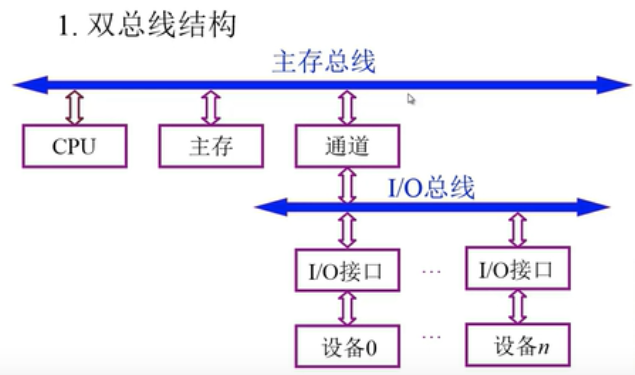 1. 双总线结构
主存总线
CPU 主存 通道
I/O总线
I/O接口 … I/O接口
设备0 … 设备n